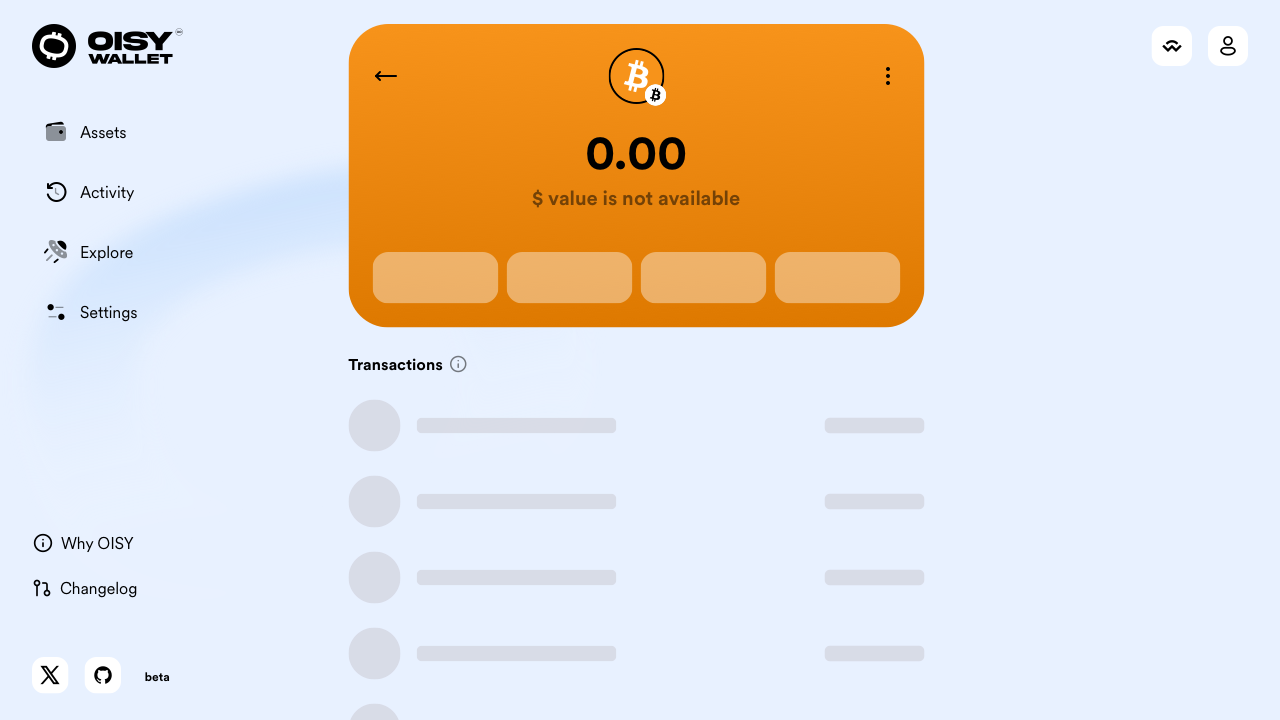 OISY
WALLET
Assets
Activity
Explore
Settings
Why OISY
Changelog
beta
0.00
$ value is not available
Transactions